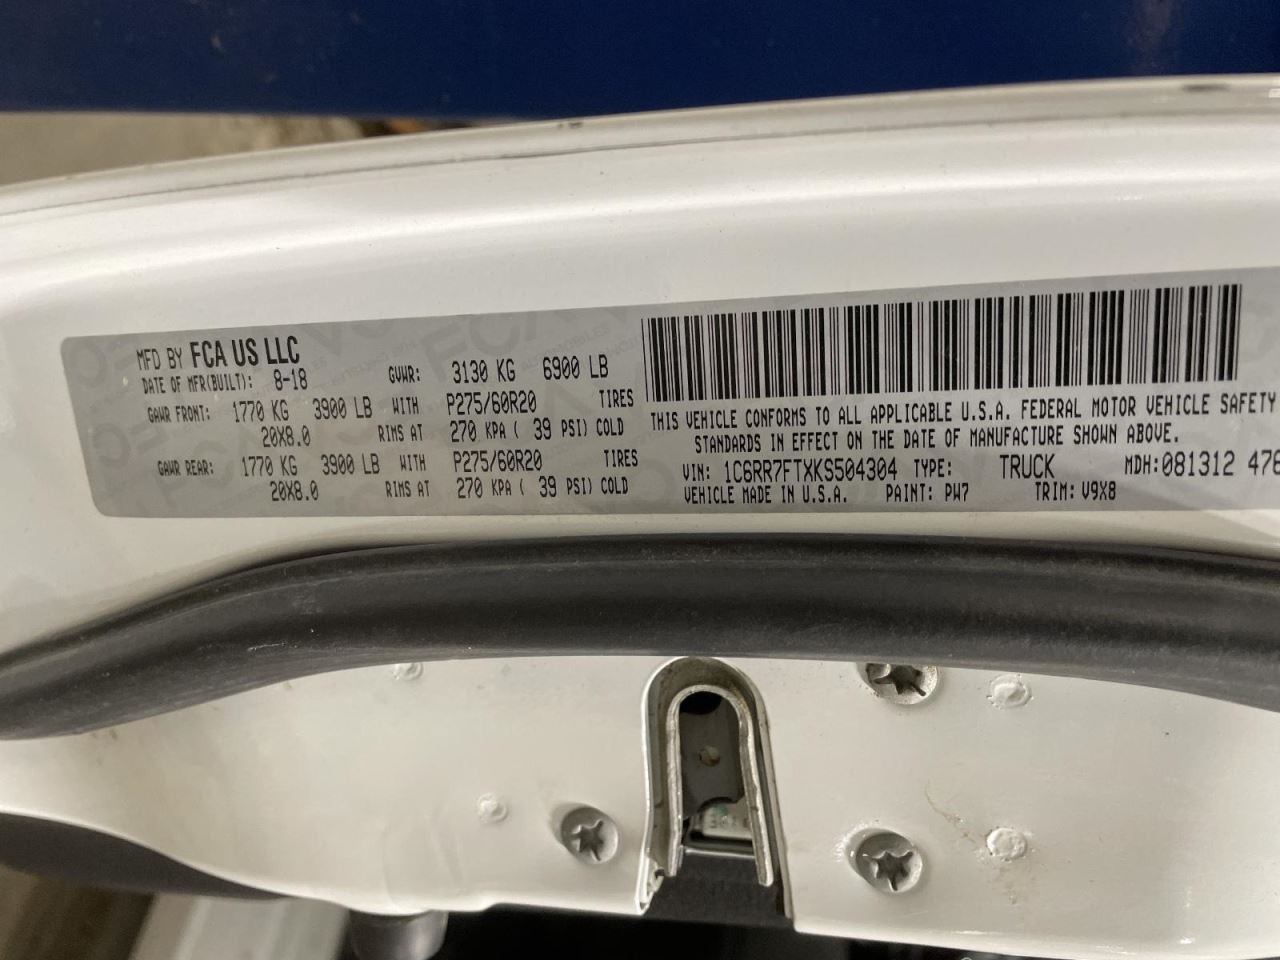 MFD BY FCA US LLC
DATE OF MFR(BUILT): 8-18 GVWR: 3130 KG 6900 LB
GAWR FRONT: 1770 KG 3900 LB WITH P275/60R20 TIRES
20X8.0 RIMS AT 270 KPA ( 39 PSI) COLD
GAWR REAR: 1770 KG 3900 LB WITH P275/60R20 TIRES
20X8.0 RIMS AT 270 KPA ( 39 PSI) COLD
THIS VEHICLE CONFORMS TO ALL APPLICABLE U.S.A. FEDERAL MOTOR VEHICLE SAFETY
STANDARDS IN EFFECT ON THE DATE OF MANUFACTURE SHOWN ABOVE.
VIN: 1C6RR7FTXKS504304 TYPE: TRUCK MDH:081312 476
VEHICLE MADE IN U.S.A. PAINT: PW7 TRIM: V9X8